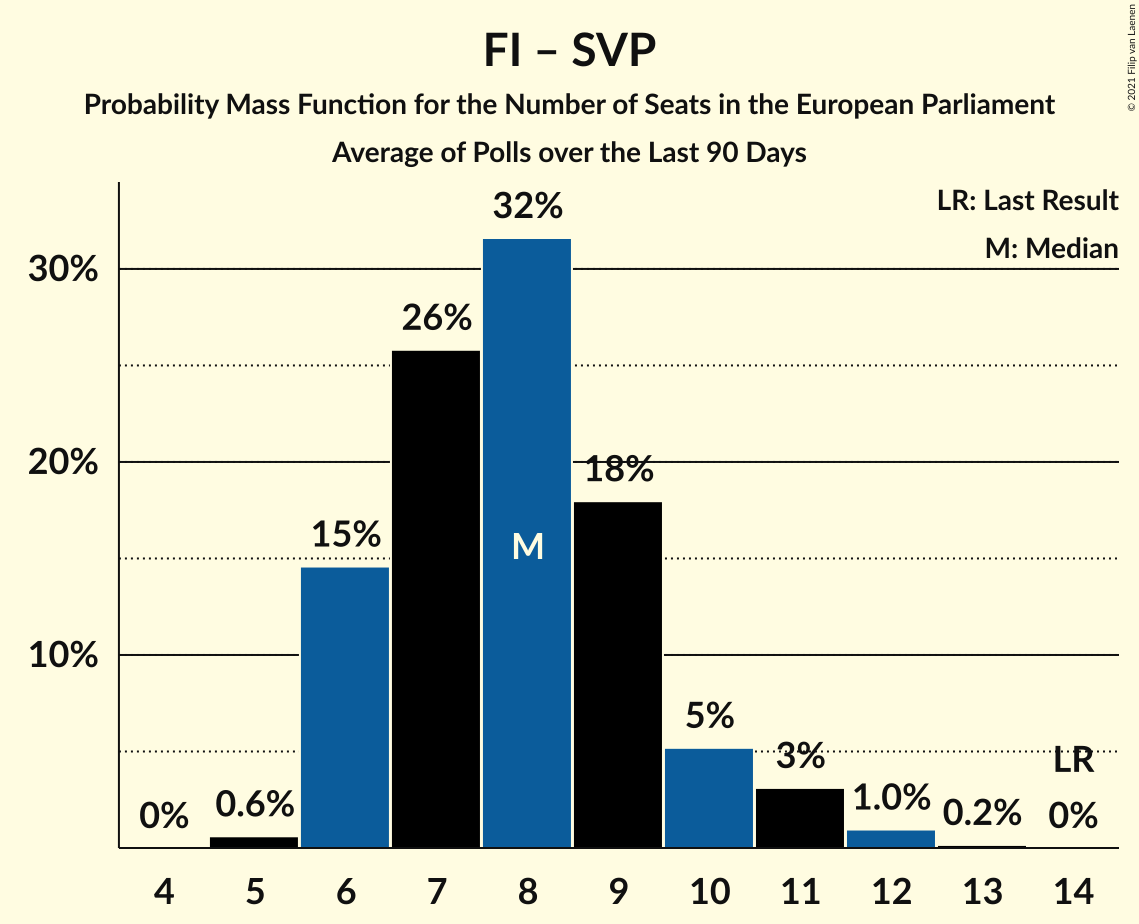 FI – SVP
Probability Mass Function for the Number of Seats in the European Parliament
Average of Polls over the Last 90 Days
© 2021 Filip van Laenen
LR: Last Result
M: Median
30%
20%
10%
0%
0.6%
15%
26%
32%
M
18%
5%
3%
1.0%
0.2%
LR
0%
4 5 6 7 8 9 10 11 12 13 14